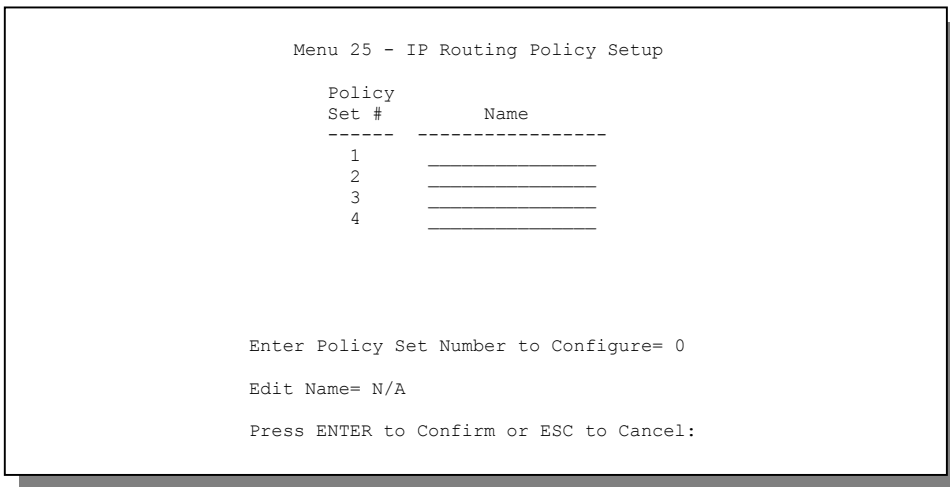 Menu 25 - IP Routing Policy Setup
Policy
Set # Name
------ -----------------
1 _______________
2 _______________
3 _______________
4 _______________
Enter Policy Set Number to Configure= 0
Edit Name= N/A
Press ENTER to Confirm or ESC to Cancel: